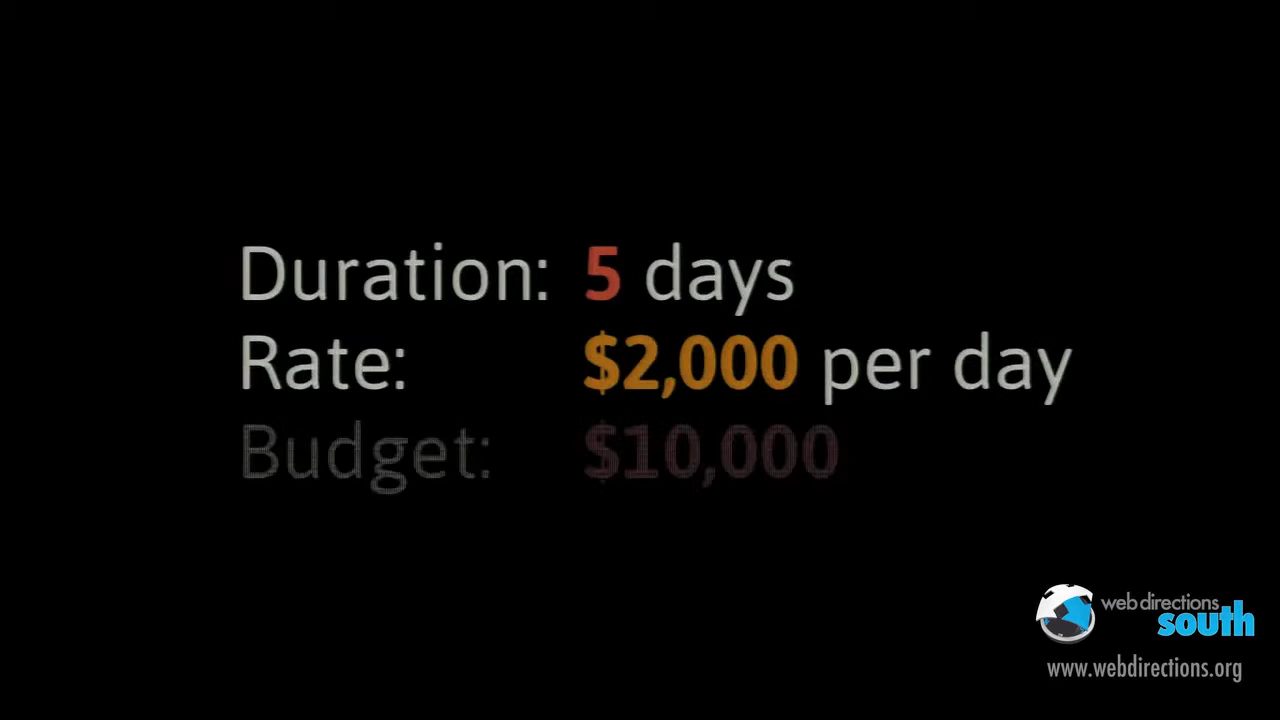 Duration: 5 days
Rate: $2,000 per day
Budget: $10,000
web directions
south
www.webdirections.org